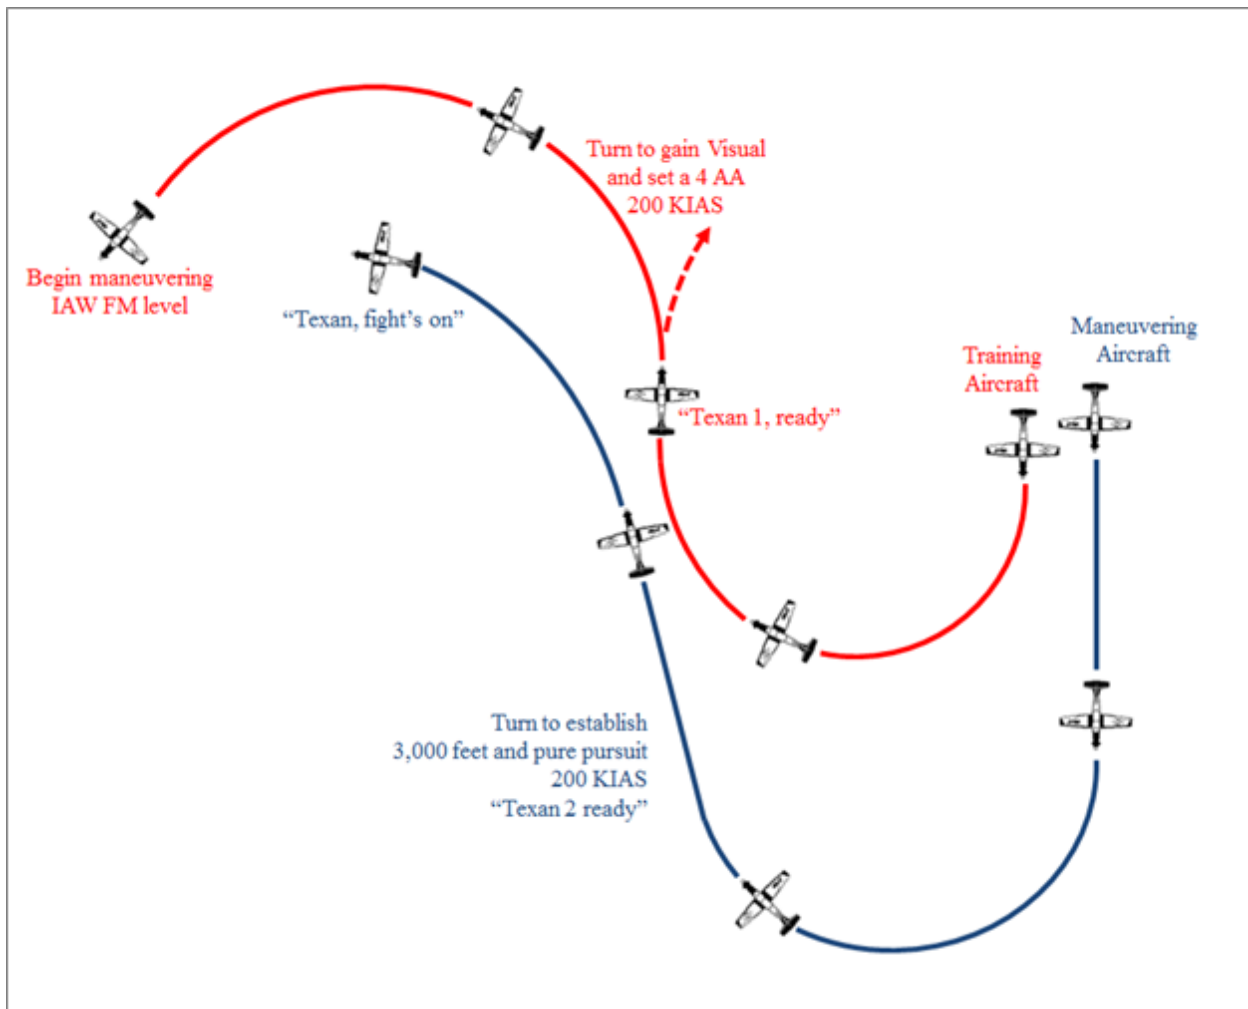 Turn to gain Visual
and set a 4 AA
200 KIAS
Begin maneuvering
IAW FM level
“Texan, fight’s on”
Maneuvering
Aircraft
Training
Aircraft
“Texan 1, ready”
Turn to establish
3,000 feet and pure pursuit
200 KIAS
“Texan 2 ready”